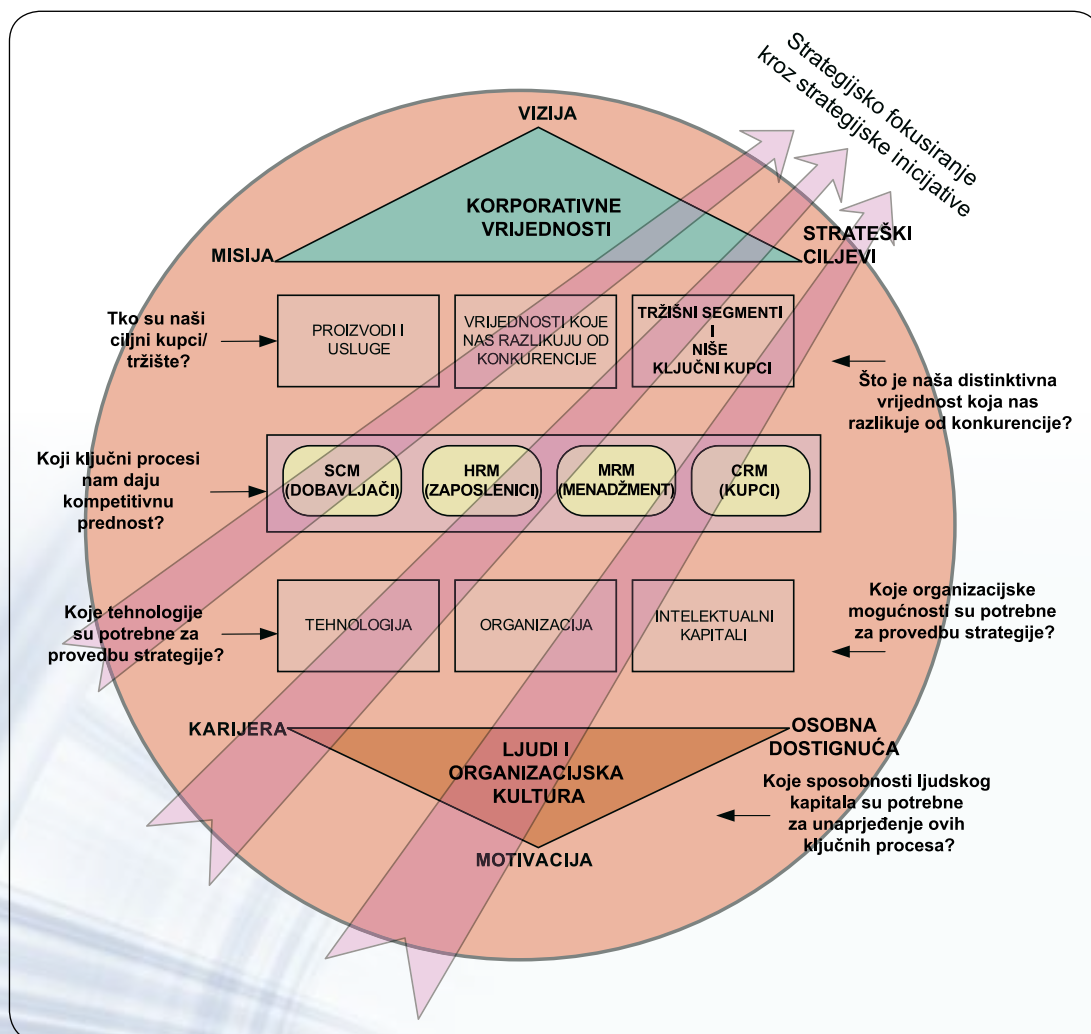 Strategijsko fokusiranje
kroz strategijske inicijative
VIZIJA
KORPORATIVNE
VRIJEDNOSTI
MISIJA
STRATEŠKI
CILJEVI
Tko su naši
ciljni kupci/
tržište?
PROIZVODI I
USLUGE
VRIJEDNOSTI KOJE
NAS RAZLIKUJU OD
KONKURENCIJE
TRŽIŠNI SEGMENTI
I
NIŠE
KLJUČNI KUPCI
Što je naša distinktivna
vrijednost koja nas
razlikuje od konkurencije?
Koji ključni procesi
nam daju
kompetitivnu
prednost?
SCM
(DOBAVLJAČI)
HRM
(ZAPOSLENICI)
MRM
(MENADŽMENT)
CRM
(KUPCI)
Koje tehnologije
su potrebne za
provedbu strategije?
TEHNOLOGIJA
ORGANIZACIJA
INTELEKTUALNI
KAPITALI
Koje organizacijske
mogućnosti su potrebne
za provedbu strategije?
KARIJERA
OSOBNA
DOSTIGNUĆA
LJUDI I
ORGANIZACIJSKA
KULTURA
MOTIVACIJA
Koje sposobnosti ljudskog
kapitala su potrebne
za unaprjeđenje ovih
ključnih procesa?